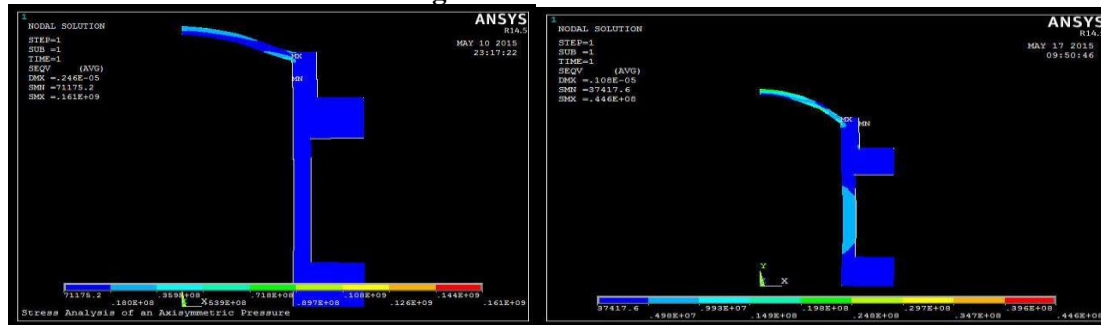 1
NODAL SOLUTION
STEP=1
SUB =1
TIME=1
SEQV (AVG)
DMX =.246E-05
SMN =71175.2
SMX =.161E+09
ANSYS
R14.5
MAY 10 2015
23:17:22
MX
MN
X
71175.2 .359E+08 .718E+08 .108E+09 .144E+09
.180E+08 .539E+08 .897E+08 .126E+09 .161E+09
Stress Analysis of an Axisymmetric Pressure
1
NODAL SOLUTION
STEP=1
SUB =1
TIME=1
SEQV (AVG)
DMX =.108E-05
SMN =37417.6
SMX =.446E+08
ANSYS
R14.5
MAY 17 2015
09:50:46
MX
MN
Y
X
37417.6 .993E+07 .198E+08 .297E+08 .396E+08
.498E+07 .149E+08 .248E+08 .347E+08 .446E+08